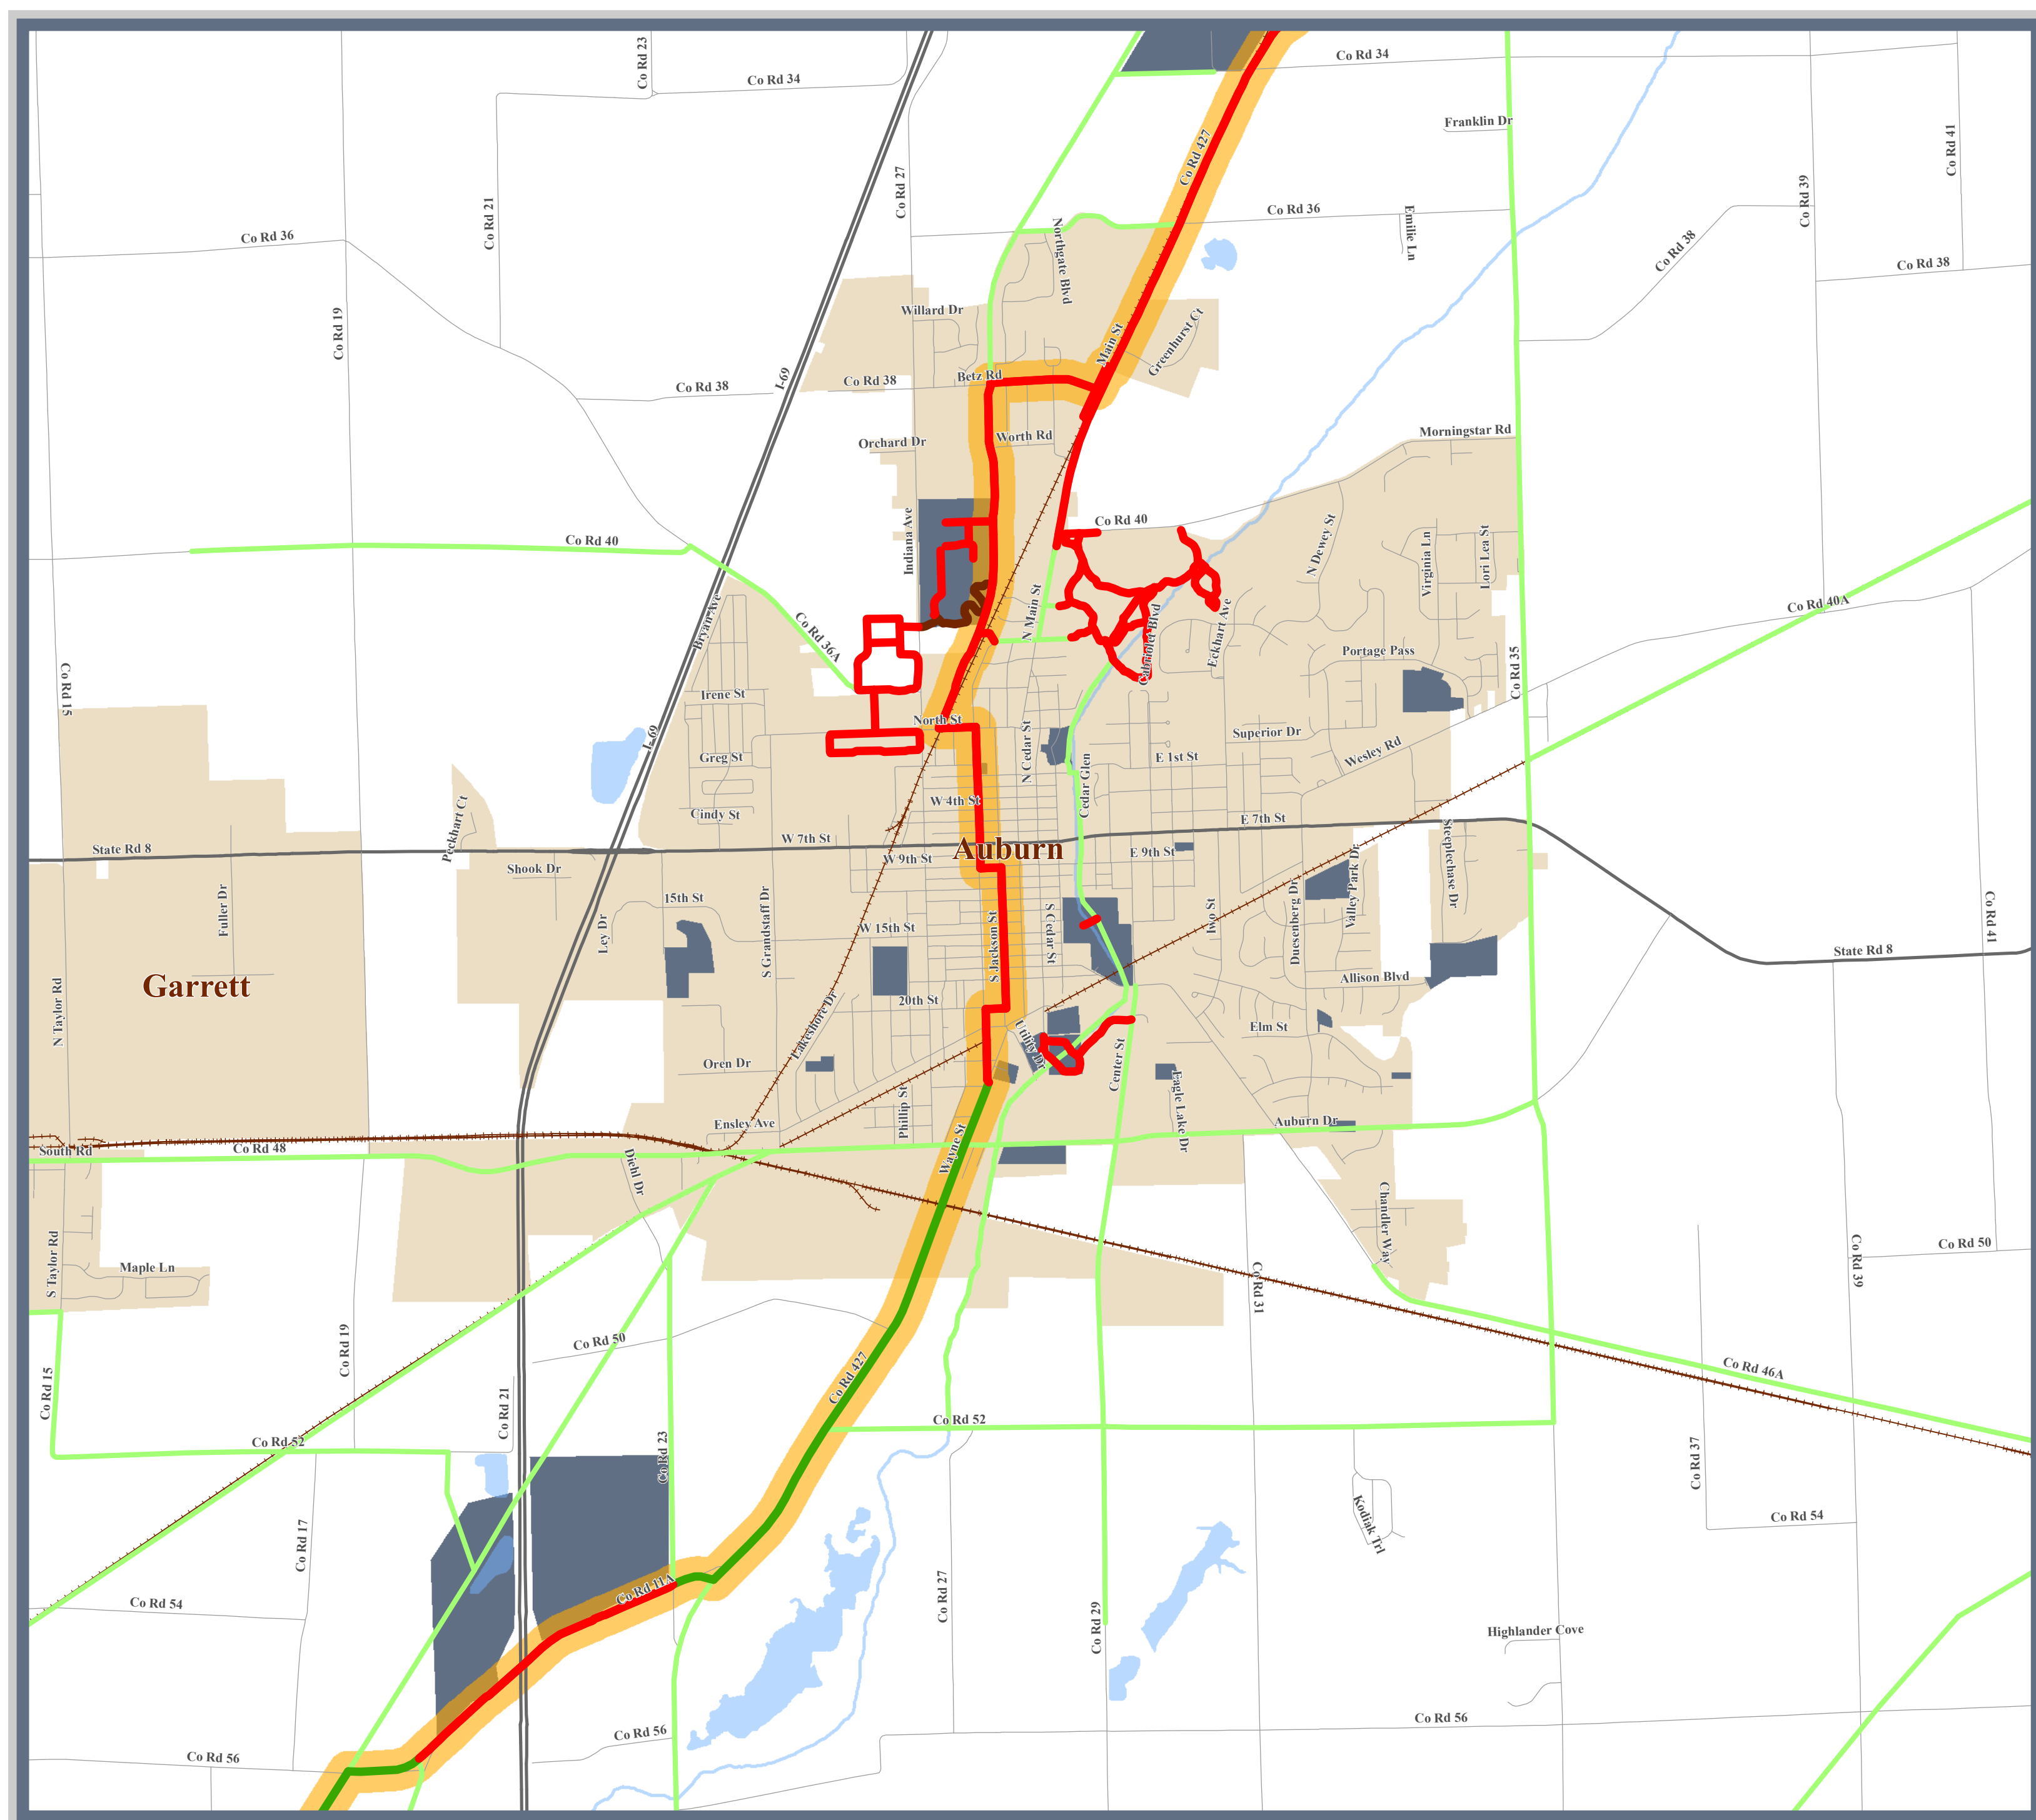 Co Rd 23
Co Rd 34
Co Rd 34
Co Rd 427
Franklin Dr
Co Rd 41
Co Rd 27
Co Rd 39
Co Rd 21
Co Rd 36
Co Rd 36
Emilie Ln
Northgate Blvd
Co Rd 38
Co Rd 38
Co Rd 19
Willard Dr
Main St
Greenhurst Ct
I-69
Co Rd 38
Co Rd 38
Betz Rd
Orchard Dr
Worth Rd
Morningstar Rd
Co Rd 40
Co Rd 40
Indiana Ave
N Dewey St
Virginia Ln
Lori Lea St
Bryan Ave
Co Rd 36A
N Main St
Cabriolet Blvd
Eckhart Ave
Co Rd 40A
Portage Pass
Co Rd 35
Co Rd 15
Irene St
North St
I-69
Greg St
N Cedar St
Superior Dr
Wesley Rd
E 1st St
Cedar Glen
Peckhart Ct
Cindy St
W 4th St
E 7th St
State Rd 8
W 7th St
Auburn
W 9th St
E 9th St
Shook Dr
Steeplechase Dr
Valley Park Dr
Fuller Dr
15th St
S Grandstaff Dr
Ley Dr
W 15th St
S Jackson St
S Cedar St
Iwo St
Duesenberg Dr
Co Rd 41
State Rd 8
Garrett
N Taylor Rd
Allison Blvd
20th St
Lakeshore Dr
Utility Dr
Elm St
Oren Dr
Center St
Eagle Lake Dr
Phillip St
Ensley Ave
Auburn Dr
South Rd
Co Rd 48
Diehl Dr
Wayne St
Chandler Way
S Taylor Rd
Maple Ln
Co Rd 50
Co Rd 39
Co Rd 31
Co Rd 19
Co Rd 50
Co Rd 427
Co Rd 46A
Co Rd 15
Co Rd 21
Co Rd 52
Co Rd 52
Co Rd 23
Co Rd 37
Co Rd 17
Kodiak Trl
Co Rd 54
Co Rd 11A
Co Rd 27
Co Rd 54
Co Rd 29
Highlander Cove
Co Rd 56
Co Rd 56
Co Rd 56